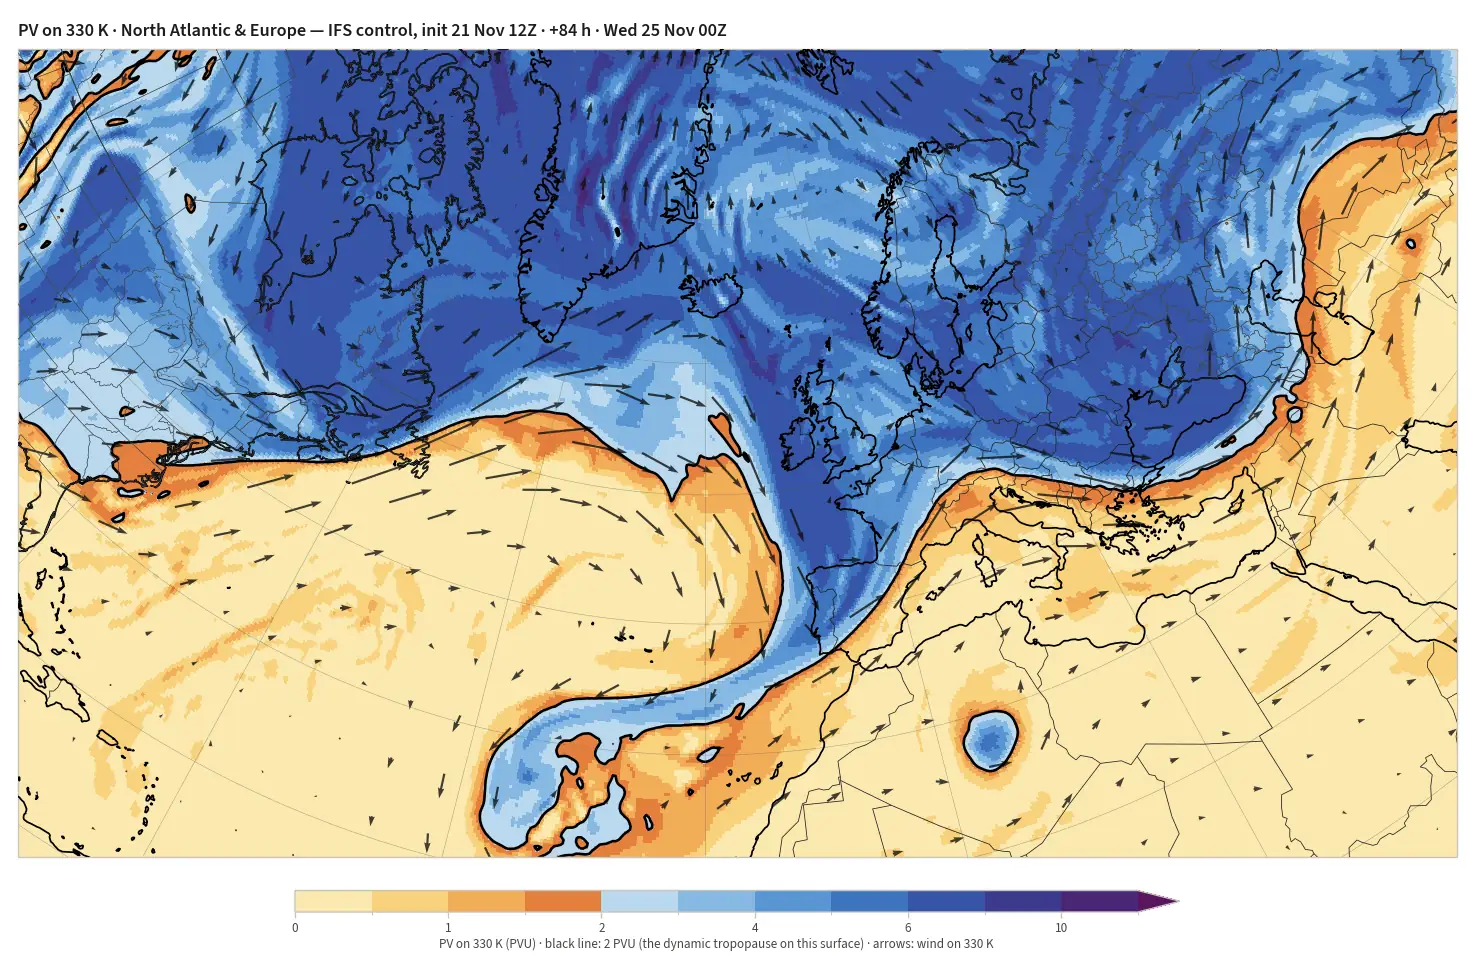 PV on 330 K · North Atlantic & Europe — IFS control, init 21 Nov 12Z · +84 h · Wed 25 Nov 00Z
0 1 2 4 6 10
PV on 330 K (PVU) · black line: 2 PVU (the dynamic tropopause on this surface) · arrows: wind on 330 K